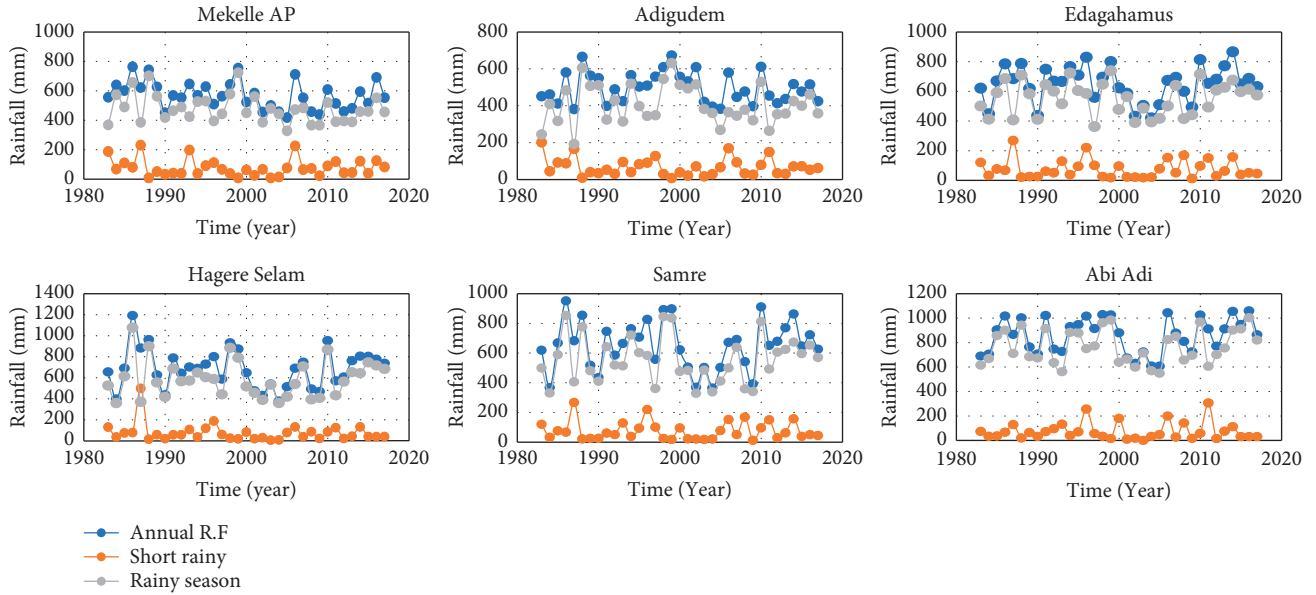 Mekelle AP
1000
800
600
400
200
0
Rainfall (mm)
1980 1990 2000 2010 2020
Time (year)
Adigudem
800
600
400
200
0
Rainfall (mm)
1980 1990 2000 2010 2020
Time (Year)
Edagahamus
1000
800
600
400
200
0
Rainfall (mm)
1980 1990 2000 2010 2020
Time (Year)
Hagere Selam
1400
1200
1000
800
600
400
200
0
Rainfall (mm)
1980 1990 2000 2010 2020
Time (year)
Samre
1000
800
600
400
200
0
Rainfall (mm)
1980 1990 2000 2010 2020
Time (Year)
Abi Adi
1200
1000
800
600
400
200
0
Rainfall (mm)
1980 1990 2000 2010 2020
Time (Year)
Annual R.F
Short rainy
Rainy season